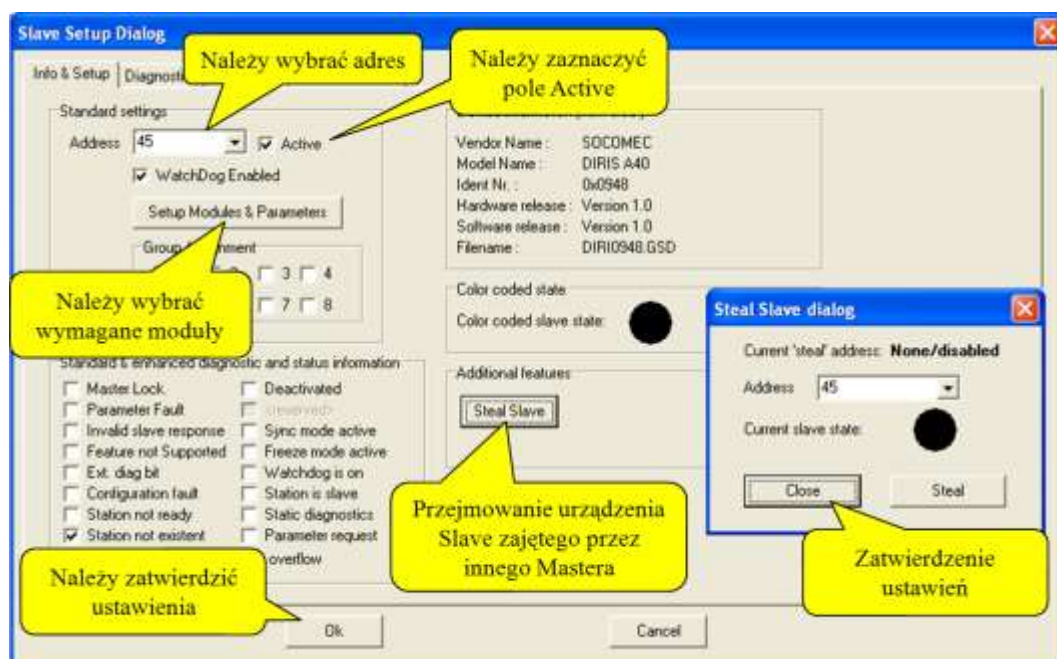 Slave Setup Dialog
Należy wybrać adres
Należy zaznaczyć
pole Active
Info & Setup
Standard settings
Address 45 Active
WatchDog Enabled
Setup Modules & Parameters
3 4
7 8
Należy wybrać
wymagane moduły
Vendor Name : SOCOMEC
Model Name : DIRIS A40
Ident Nr. : 0x0948
Hardware release : Version 1.0
Software release : Version 1.0
Filename : DIRI0948.GSD
Color coded state
Color coded slave state:
Standard & enhanced diagnostic and status information
Master Lock Deactivated
Parameter Fault <reserved>
Invalid slave response Sync mode active
Feature not Supported Freeze mode active
Ext. diag bit Watchdog is on
Configuration fault Station is slave
Station not ready Static diagnostics
Station not existent Parameter request
overflow
Additional features
Steal Slave
Przejmowanie urządzenia
Slave zajętego przez
innego Mastera
Steal Slave dialog
Current 'steal' address: None/disabled
Address 45
Current slave state:
Close Steal
Zatwierdzenie
ustawień
Należy zatwierdzić
ustawienia
Ok Cancel